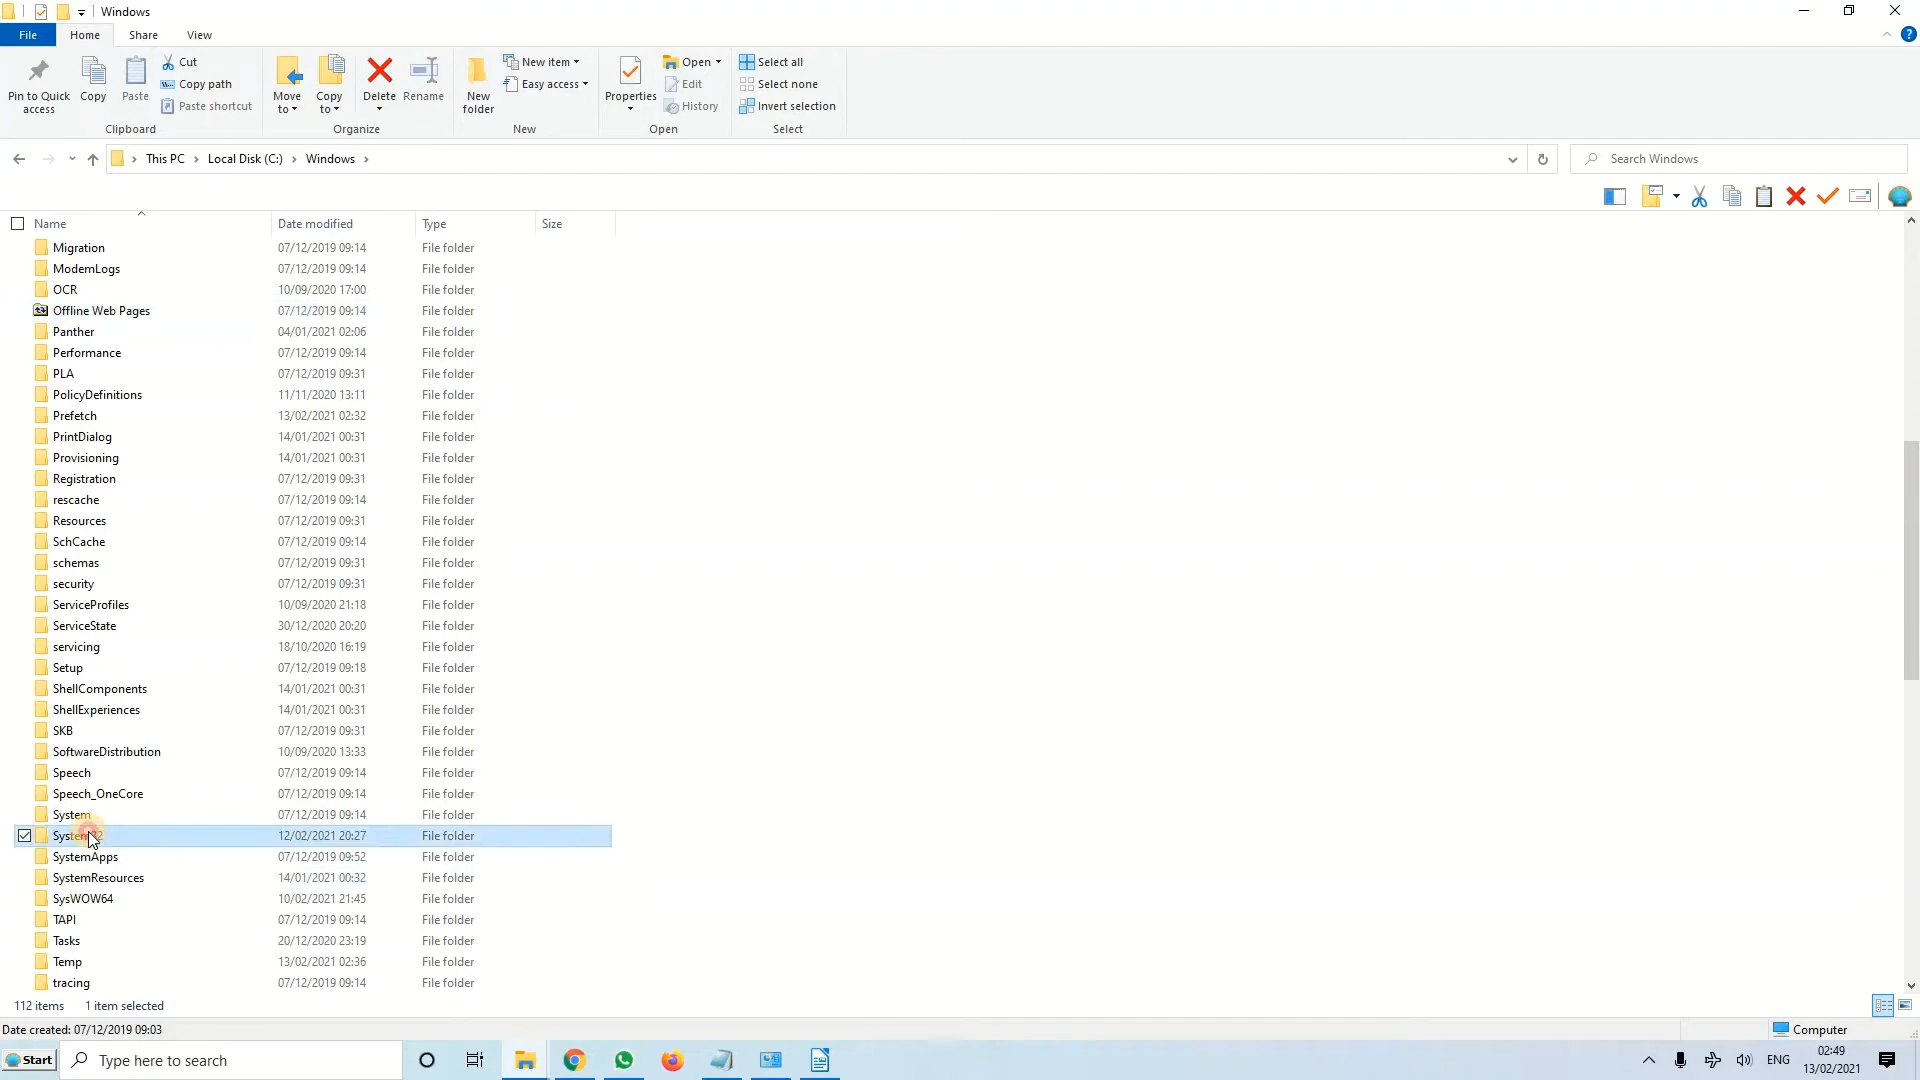 Windows
File Home Share View
Pin to Quick access
Copy
Paste
Cut
Copy path
Paste shortcut
Clipboard
Move to
Copy to
Delete
Rename
Organize
New folder
New item
Easy access
New
Properties
Open
Edit
History
Open
Select all
Select none
Invert selection
Select
This PC Local Disk (C:) Windows
Search Windows
Name Date modified Type Size
Migration 07/12/2019 09:14 File folder
ModemLogs 07/12/2019 09:14 File folder
OCR 10/09/2020 17:00 File folder
Offline Web Pages 07/12/2019 09:14 File folder
Panther 04/01/2021 02:06 File folder
Performance 07/12/2019 09:14 File folder
PLA 07/12/2019 09:31 File folder
PolicyDefinitions 11/11/2020 13:11 File folder
Prefetch 13/02/2021 02:32 File folder
PrintDialog 14/01/2021 00:31 File folder
Provisioning 14/01/2021 00:31 File folder
Registration 07/12/2019 09:31 File folder
rescache 07/12/2019 09:14 File folder
Resources 07/12/2019 09:31 File folder
SchCache 07/12/2019 09:14 File folder
schemas 07/12/2019 09:31 File folder
security 07/12/2019 09:31 File folder
ServiceProfiles 10/09/2020 21:18 File folder
ServiceState 30/12/2020 20:20 File folder
servicing 18/10/2020 16:19 File folder
Setup 07/12/2019 09:18 File folder
ShellComponents 14/01/2021 00:31 File folder
ShellExperiences 14/01/2021 00:31 File folder
SKB 07/12/2019 09:31 File folder
SoftwareDistribution 10/09/2020 13:33 File folder
Speech 07/12/2019 09:14 File folder
Speech_OneCore 07/12/2019 09:14 File folder
System 07/12/2019 09:14 File folder
System32 12/02/2021 20:27 File folder
SystemApps 07/12/2019 09:52 File folder
SystemResources 14/01/2021 00:32 File folder
SysWOW64 10/02/2021 21:45 File folder
TAPI 07/12/2019 09:14 File folder
Tasks 20/12/2020 23:19 File folder
Temp 13/02/2021 02:36 File folder
tracing 07/12/2019 09:14 File folder
112 items 1 item selected
Date created: 07/12/2019 09:03 Computer
Start Type here to search ENG 02:49
13/02/2021